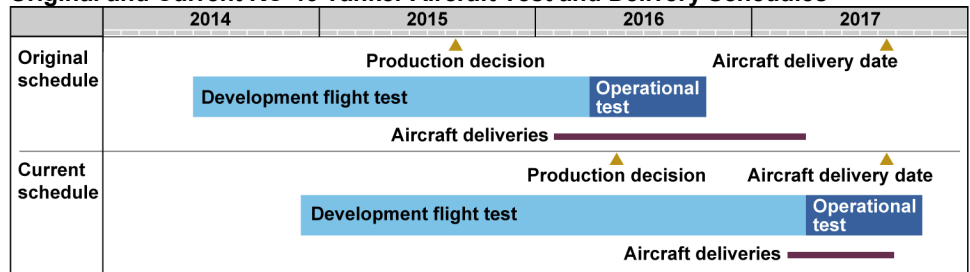 Original and Current KC-46 Tanker Aircraft Test and Delivery Schedules
2014 2015 2016 2017
Original
schedule
Production decision
Aircraft delivery date
Development flight test
Operational
test
Aircraft deliveries
Current
schedule
Production decision
Aircraft delivery date
Development flight test
Operational
test
Aircraft deliveries